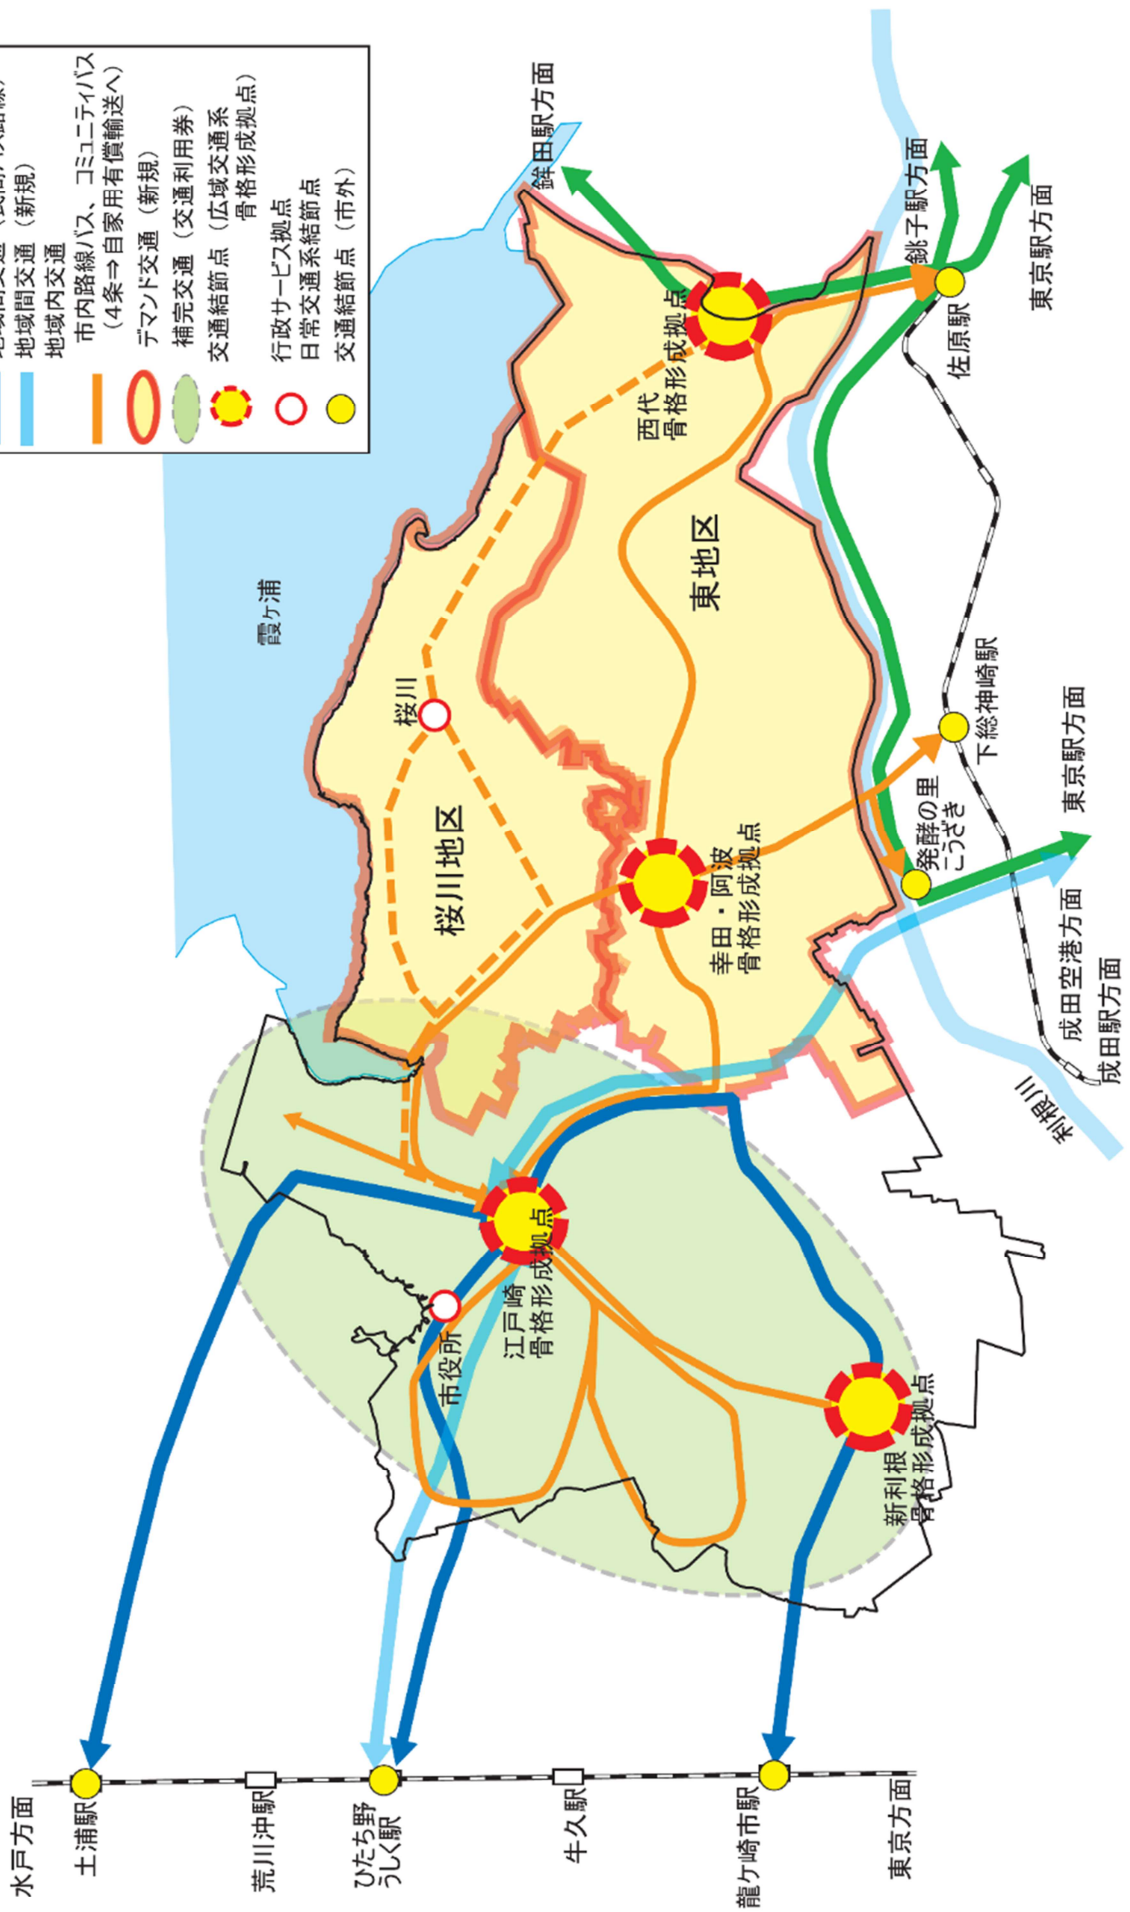 地域間交通（新規）
地域内交通
市内路線バス、コミュニティバス
（4条⇒自家用有償輸送へ）
デマンド交通（新規）
補完交通（交通利用券）
交通結節点（広域交通系
骨格形成拠点）
行政サービス拠点
日常交通系結節点
交通結節点（市外）
水戸方面
土浦駅
荒川沖駅
ひたち野
うしく駅
牛久駅
龍ケ崎市駅
東京方面
霞ヶ浦
市役所
江戸崎
骨格形成拠点
新利根
骨格形成拠点
桜川
桜川地区
幸田・阿波
骨格形成拠点
東地区
西代
骨格形成拠点
鉾田駅方面
銚子駅方面
佐原駅
東京駅方面
下総神崎駅
発酵の里
こうざき
東京駅方面
成田空港方面
成田駅方面
利根川